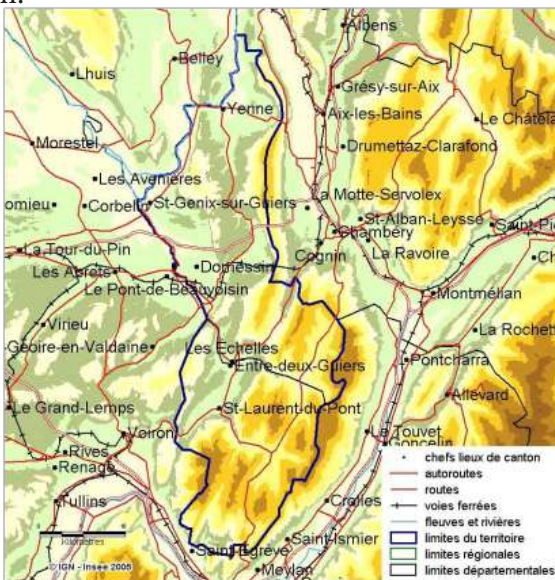 n.
Albens
Belley
Lhuis
Grésy-sur-Aix
Yenne
Aix-les-Bains
Le Châtela
Morestel
Drumettaz-Clarafond
Les Avenières
La Motte-Servolex
omieu
Corbelin
St-Genix-sur-Guiers
St-Alban-Leysse
Saint-Pie
Chambéry
La Tour-du-Pin
Cognin
La Ravoire
Ch
Les Abrets
Domessin
Le Pont-de-Beauvoisin
Montmélian
Virieu
La Rochett
Geoire-en-Valdaine
Les Echelles
Pontcharra
Entre-deux-Guiers
Allevard
Le Grand-Lemps
St-Laurent-du-Pont
Voiron
Le Touvet
Goncelin
Rives
Renage
chefs lieux de canton
autoroutes
Tullins
Crolles
routes
voies ferrées
fleuves et rivières
kilomètres
Saint-Ismier
limites du territoire
Saint-Egrève
limites régionales
© IGN - Insee 2005
Meylan
limites départementales